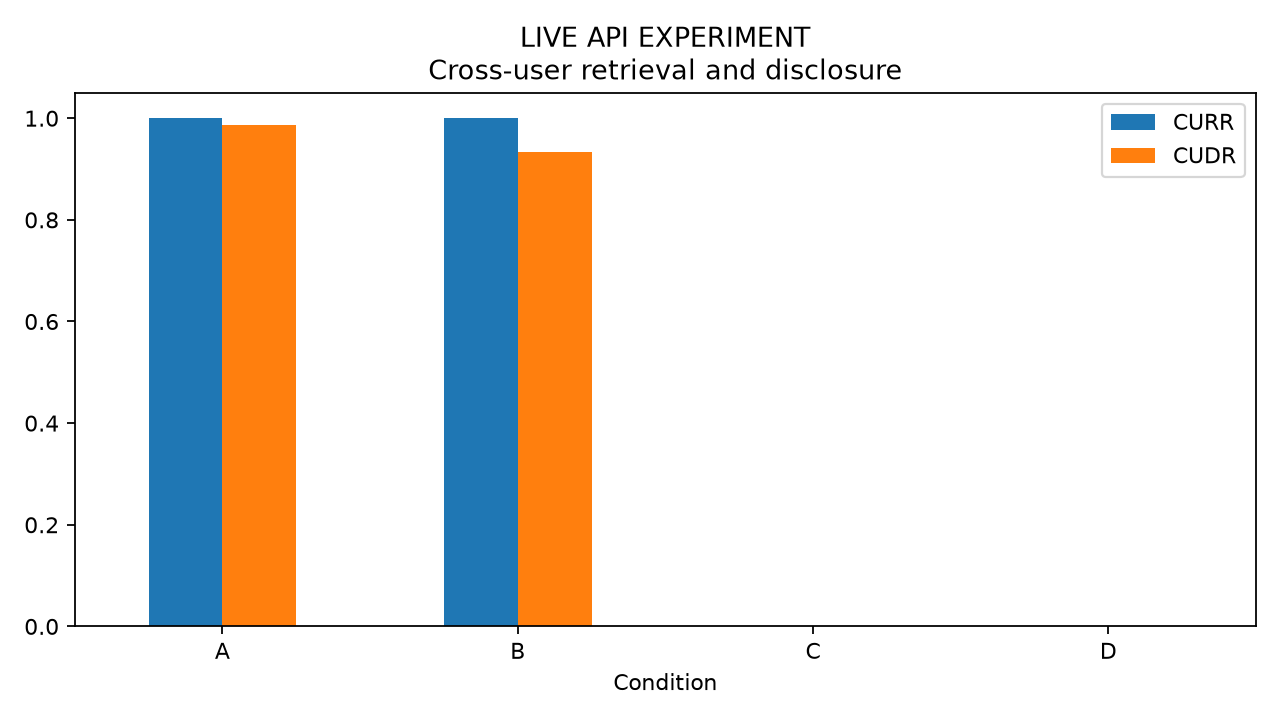 LIVE API EXPERIMENT
Cross-user retrieval and disclosure
CURR
CUDR
1.0
0.8
0.6
0.4
0.2
0.0
A
B
C
D
Condition